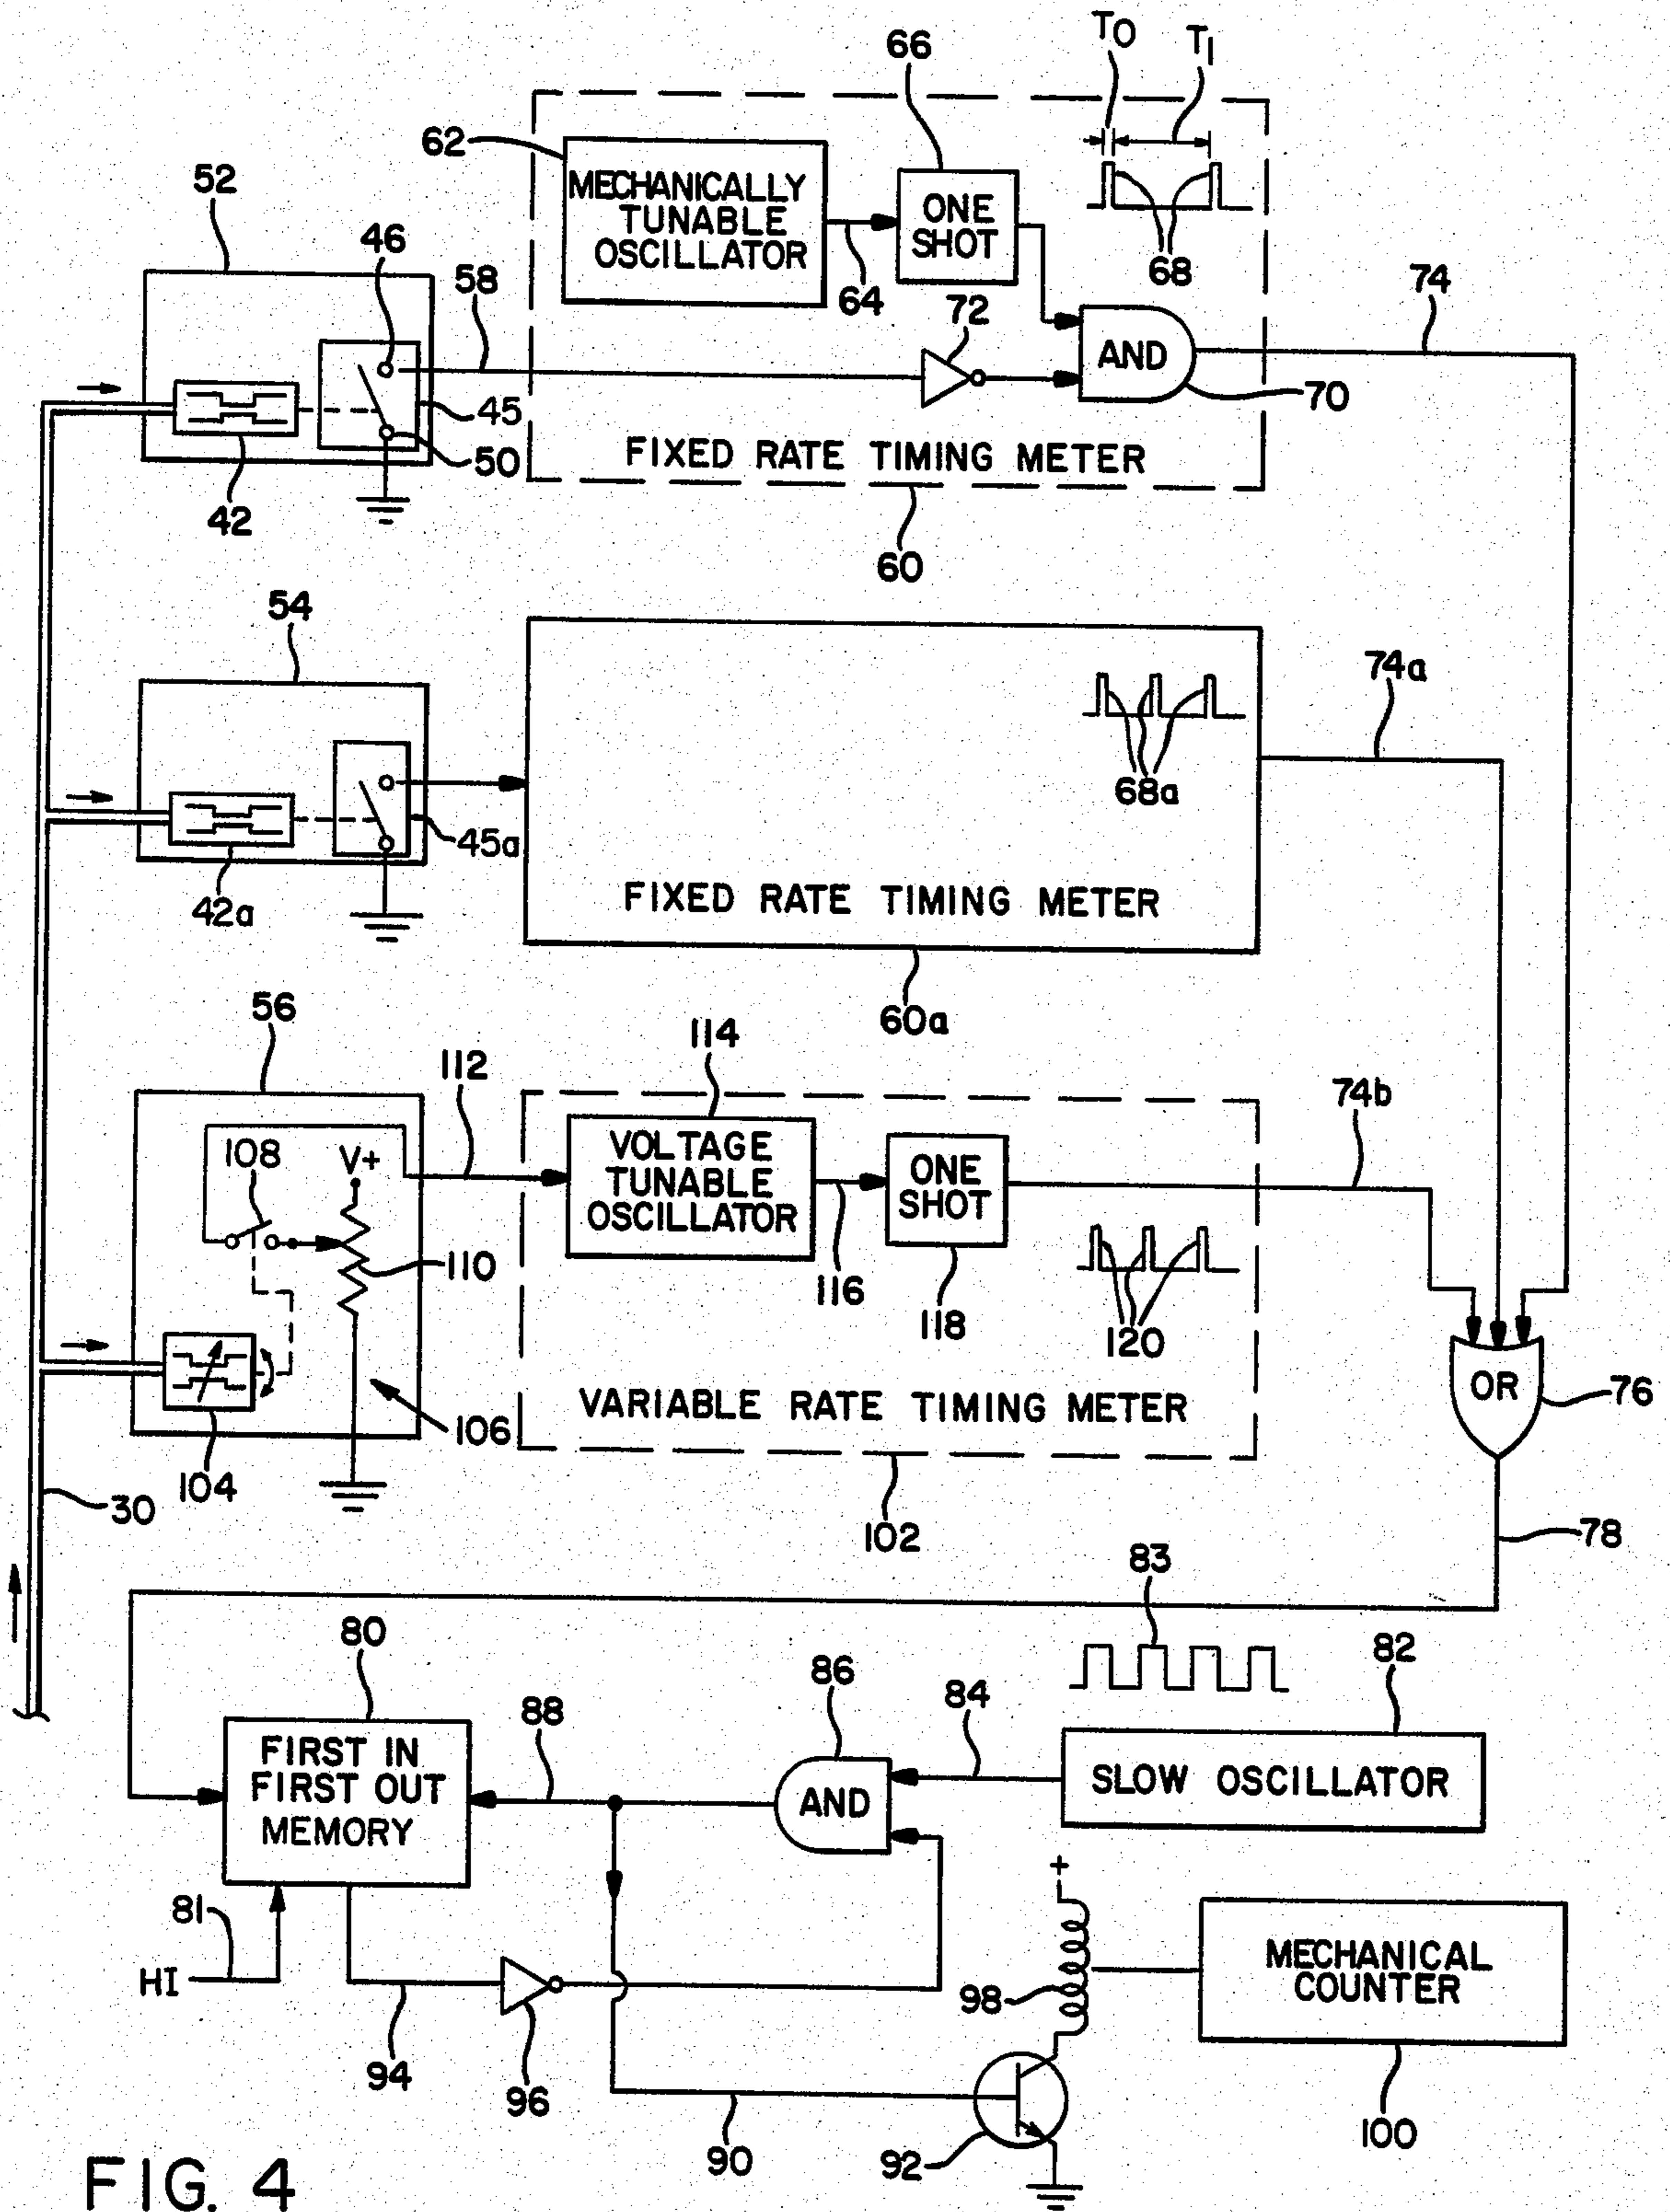 T0
T1
66
62
MECHANICALLY
TUNABLE
OSCILLATOR
ONE
SHOT
52
46
58
64
72
68
74
AND
70
45
50
42
FIXED RATE TIMING METER
60
54
74a
68a
45a
42a
FIXED RATE TIMING METER
60a
56
114
112
74b
108
V+
VOLTAGE
TUNABLE
OSCILLATOR
ONE
SHOT
110
116
118
120
OR
76
VARIABLE RATE TIMING METER
106
104
30
102
78
83
80
86
82
88
84
FIRST IN
FIRST OUT
MEMORY
AND
SLOW OSCILLATOR
81
HI
+
MECHANICAL
COUNTER
98
94
96
90
92
100
FIG. 4